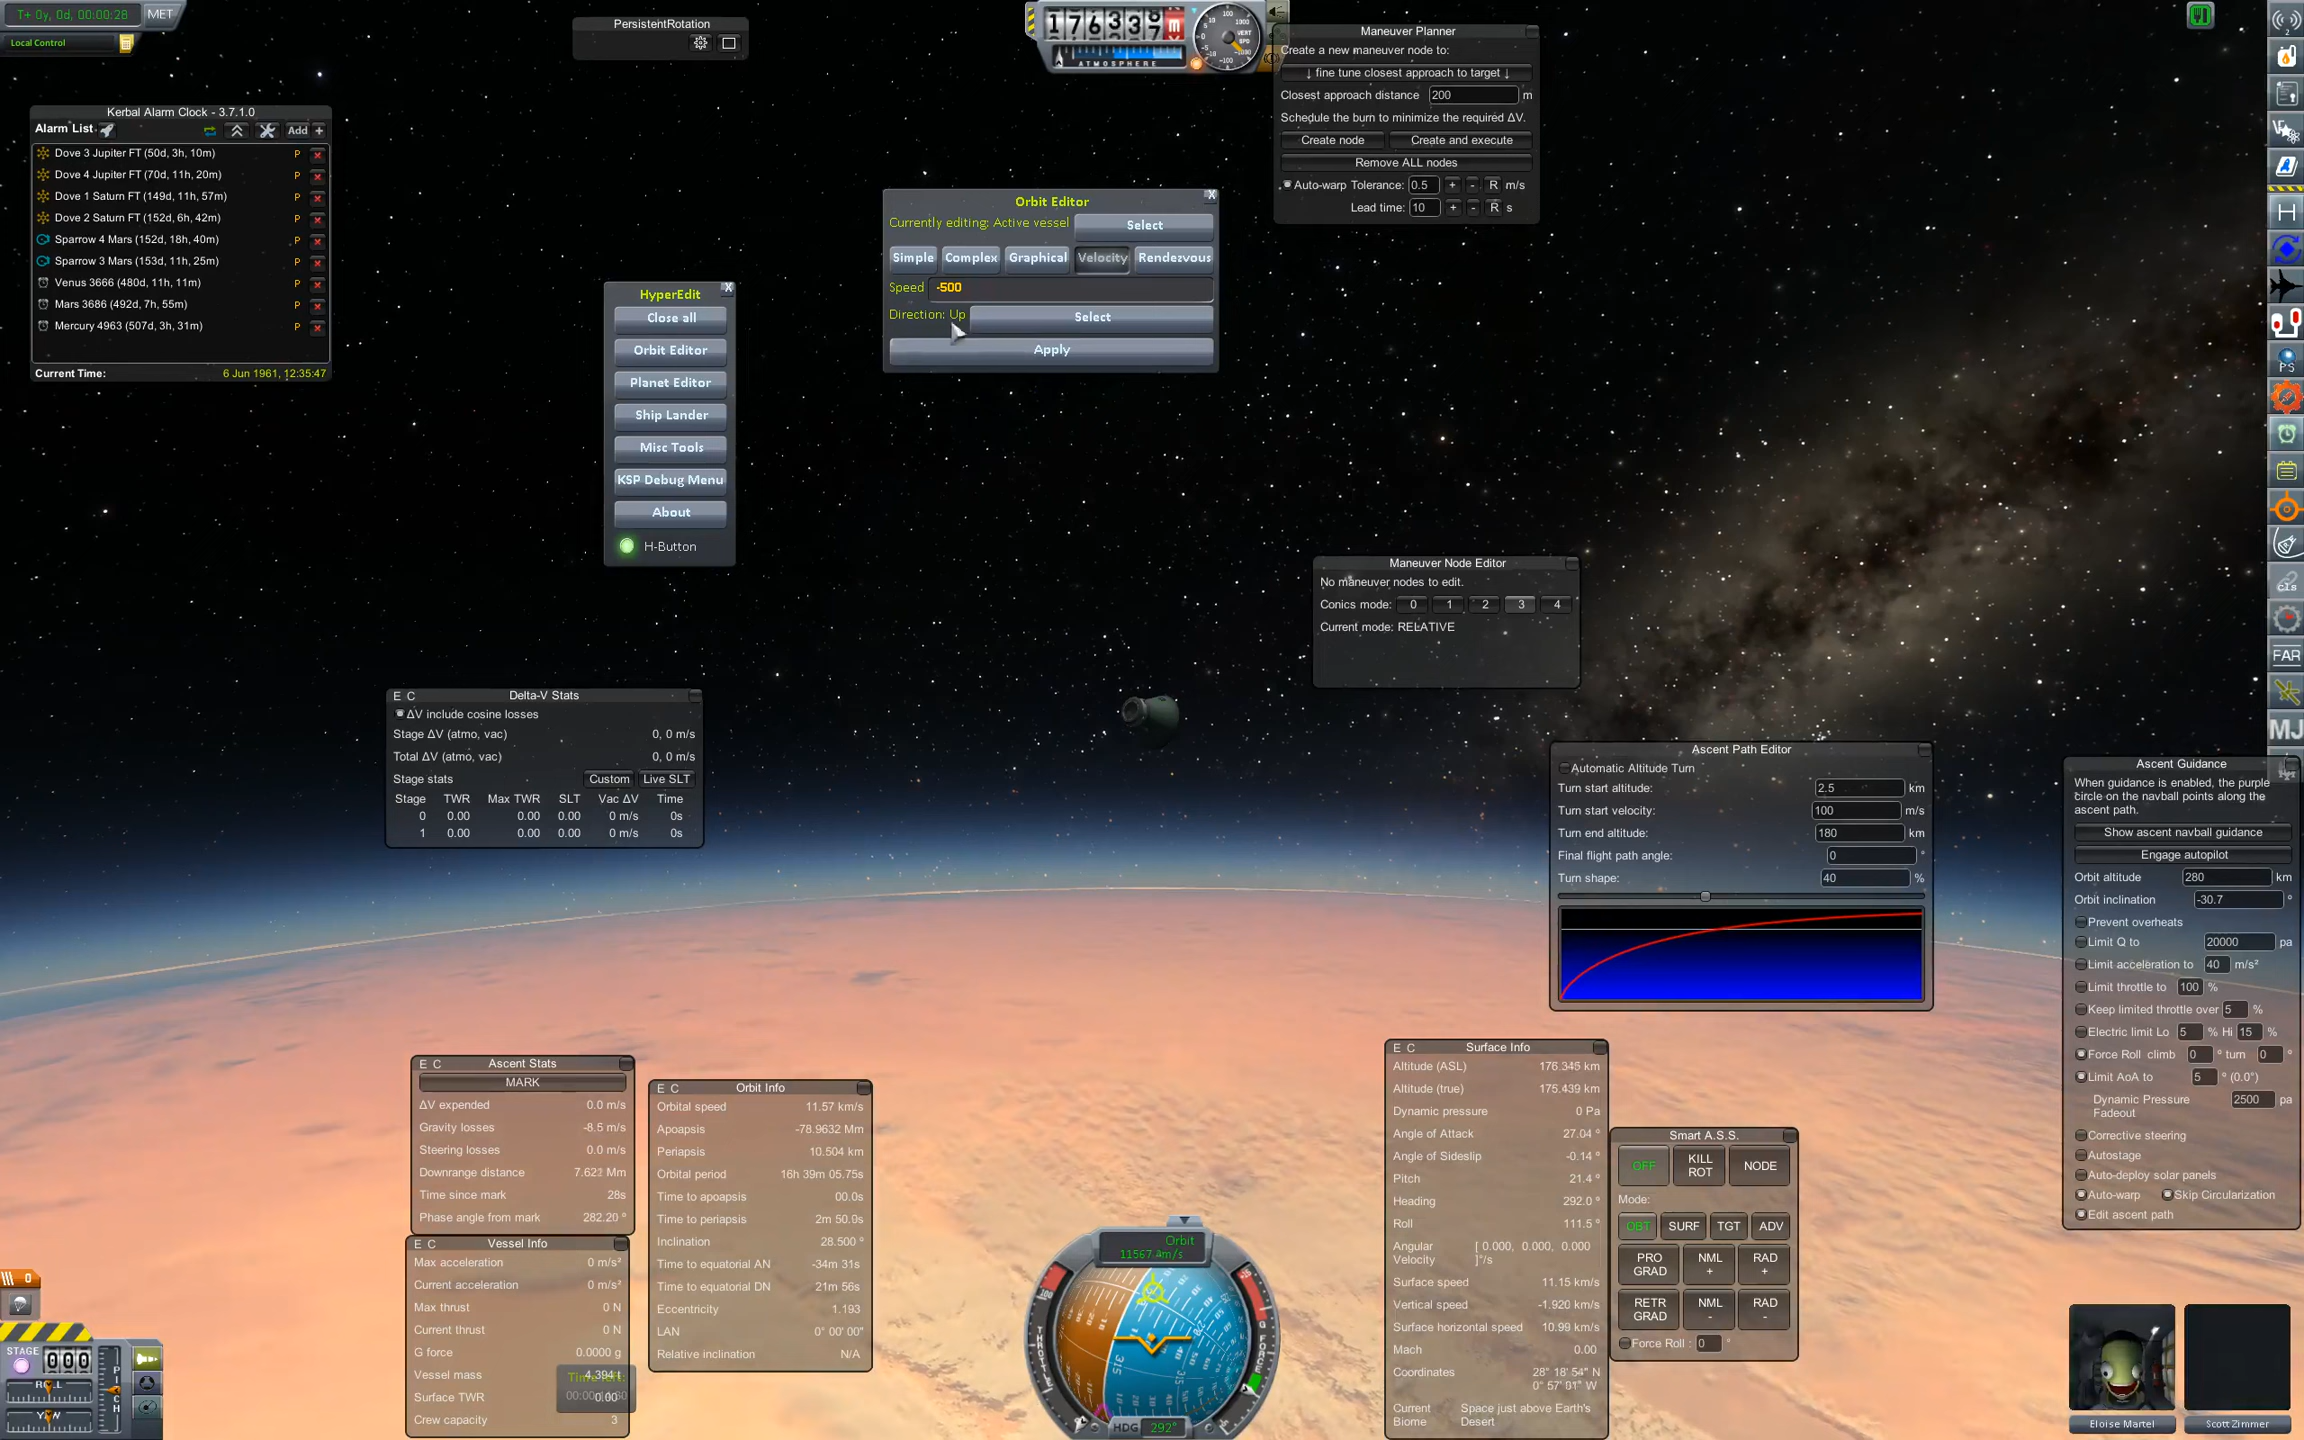 T+ 0y, 0d, 00:00:28 MET
Local Control
PersistentRotation
ATMOSPHERE
Maneuver Planner
Create a new maneuver node to:
↓ fine tune closest approach to target ↓
Closest approach distance 200 m
Schedule the burn to minimize the required ΔV.
Create node Create and execute
Remove ALL nodes
Auto-warp Tolerance: 0.5 + - R m/s
Lead time: 10 + - R s
Kerbal Alarm Clock - 3.7.1.0
Alarm List Add +
Dove 3 Jupiter FT (50d, 3h, 10m) P
Dove 4 Jupiter FT (70d, 11h, 20m) P
Dove 1 Saturn FT (149d, 11h, 57m) P
Dove 2 Saturn FT (152d, 6h, 42m) P
Sparrow 4 Mars (152d, 18h, 40m) P
Sparrow 3 Mars (153d, 11h, 25m) P
Venus 3666 (480d, 11h, 11m) P
Mars 3686 (492d, 7h, 55m) P
Mercury 4963 (507d, 3h, 31m) P
Current Time: 6 Jun 1961, 12:35:47
Orbit Editor X
Currently editing: Active vessel Select
Simple Complex Graphical Velocity Rendezvous
Speed -500
Direction: Up Select
Apply
HyperEdit X
Close all
Orbit Editor
Planet Editor
Ship Lander
Misc Tools
KSP Debug Menu
About
H-Button
Maneuver Node Editor
No maneuver nodes to edit.
Conics mode: 0 1 2 3 4
Current mode: RELATIVE
E C Delta-V Stats
ΔV include cosine losses
Stage ΔV (atmo, vac) 0, 0 m/s
Total ΔV (atmo, vac) 0, 0 m/s
Stage stats Custom Live SLT
Stage TWR Max TWR SLT Vac ΔV Time
0 0.00 0.00 0.00 0 m/s 0s
1 0.00 0.00 0.00 0 m/s 0s
Ascent Path Editor
Automatic Altitude Turn
Turn start altitude: 2.5 km
Turn start velocity: 100 m/s
Turn end altitude: 180 km
Final flight path angle: 0 °
Turn shape: 40 %
Ascent Guidance
When guidance is enabled, the purple
circle on the navball points along the
ascent path.
Show ascent navball guidance
Engage autopilot
Orbit altitude 280 km
Orbit inclination -30.7 °
Prevent overheats
Limit Q to 20000 pa
Limit acceleration to 40 m/s²
Limit throttle to 100 %
Keep limited throttle over 5 %
Electric limit Lo 5 % Hi 15 %
Force Roll climb 0 ° turn 0 °
Limit AoA to 5 ° (0.0°)
Dynamic Pressure
Fadeout 2500 pa
Corrective steering
Autostage
Auto-deploy solar panels
Auto-warp Skip Circularization
Edit ascent path
E C Ascent Stats
MARK
ΔV expended 0.0 m/s
Gravity losses -8.5 m/s
Steering losses 0.0 m/s
Downrange distance Mm
Time since mark 28s
Phase angle from mark 282.20 °
E C Vessel Info
Max acceleration 0 m/s²
Current acceleration 0 m/s²
Max thrust 0 N
Current thrust 0 N
G force 0.0000 g
Vessel mass 4.394 t
Surface TWR 0.00
Crew capacity 3
E C Orbit Info
Orbital speed 11.57 km/s
Apoapsis -78.9632 Mm
Periapsis 10.504 km
Orbital period 16h 39m 05.75s
Time to apoapsis 00.0s
Time to periapsis 2m 50.0s
Inclination 28.500 °
Time to equatorial AN -34m 31s
Time to equatorial DN 21m 56s
Eccentricity 1.193
LAN 0° 00' 00"
Relative inclination N/A
E C Surface Info
Altitude (ASL) 176.345 km
Altitude (true) 175.439 km
Dynamic pressure 0 Pa
Angle of Attack 27.04 °
Angle of Sideslip -0.14 °
Pitch 21.4 °
Heading 292.0 °
Roll 111.5 °
Angular Velocity [ 0.000, 0.000, 0.000 ]°/s
Surface speed 11.15 km/s
Vertical speed -1.920 km/s
Surface horizontal speed 10.99 km/s
Mach 0.00
Coordinates 28° 18' 54" N
0° 57' 01" W
Current Biome Space just above Earth's Desert
Smart A.S.S.
OFF KILL ROT NODE
Mode:
OBT SURF TGT ADV
PRO GRAD NML + RAD +
RETR GRAD NML - RAD -
Force Roll : 0 °
Orbit
HDG 292°
0
STAGE 000
ROLL
YAW
PITCH
Eloise Martel
Scott Zimmer
PS
cls
FAR
MJ